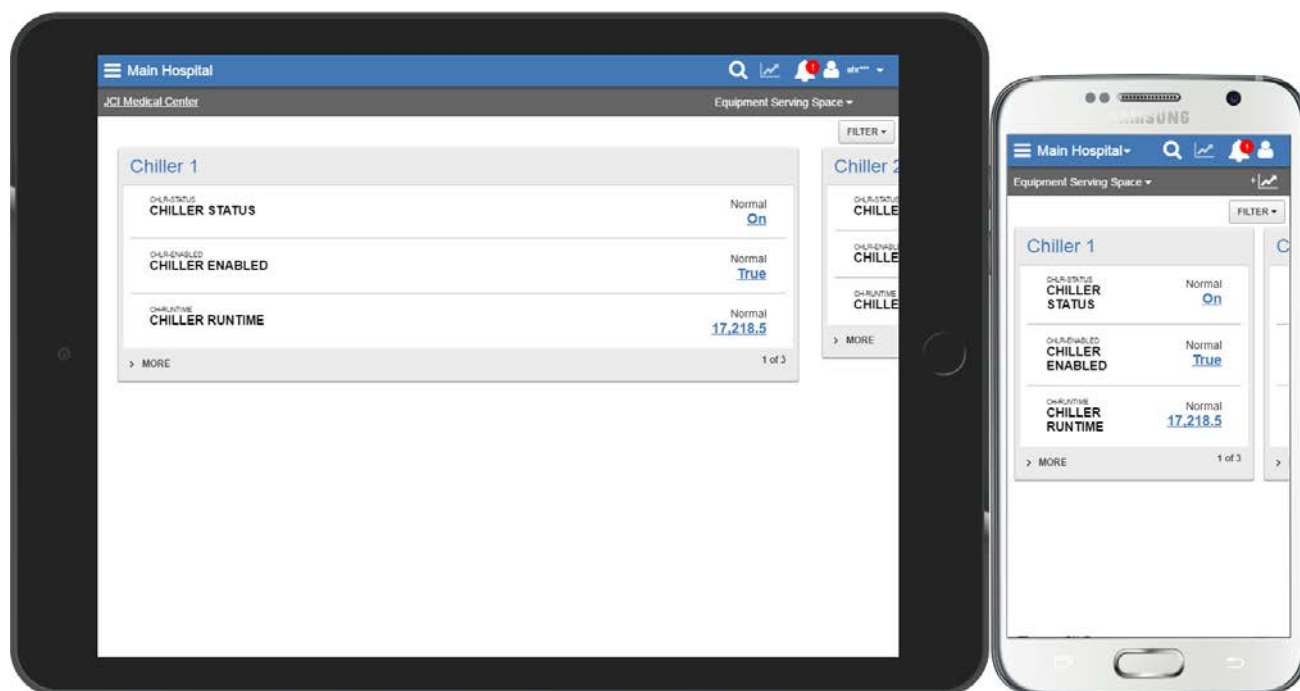 Main Hospital
JCI Medical Center
Equipment Serving Space
FILTER
Chiller 1
CHLR-STATUS
CHILLER STATUS
Normal
On
CHLR-ENABLED
CHILLER ENABLED
Normal
True
CH-RUNTIME
CHILLER RUNTIME
Normal
17,218.5
> MORE
1 of 3
Chiller 2
CHLR-STATUS
CHILLE
CHLR-ENABLE
CHILLE
CH-RUNTIME
CHILLE
> MORE
SAMSUNG
Main Hospital
1
Equipment Serving Space
+
FILTER
Chiller 1
C
CHLR-STATUS
CHILLER
STATUS
Normal
On
CHLR-ENABLED
CHILLER
ENABLED
Normal
True
CH-RUNTIME
CHILLER
RUNTIME
Normal
17,218.5
> MORE
1 of 3
>